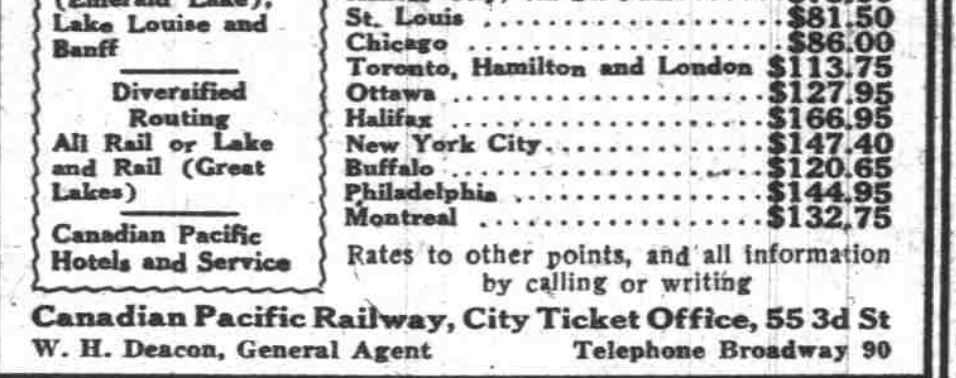 (Emerald Lake),
Lake Louise and
Banff
Diversified
Routing
All Rail or Lake
and Rail (Great
Lakes)
Canadian Pacific
Hotels and Service
St. Louis ..................... $81.50
Chicago ..................... $86.00
Toronto, Hamilton and London $113.75
Ottawa ..................... $127.95
Halifax ..................... $166.95
New York City ................ $147.40
Buffalo ..................... $120.65
Philadelphia ................. $144.95
Montreal ..................... $132.75
Rates to other points, and all information
by calling or writing
Canadian Pacific Railway, City Ticket Office, 55 3d St
W. H. Deacon, General Agent Telephone Broadway 90